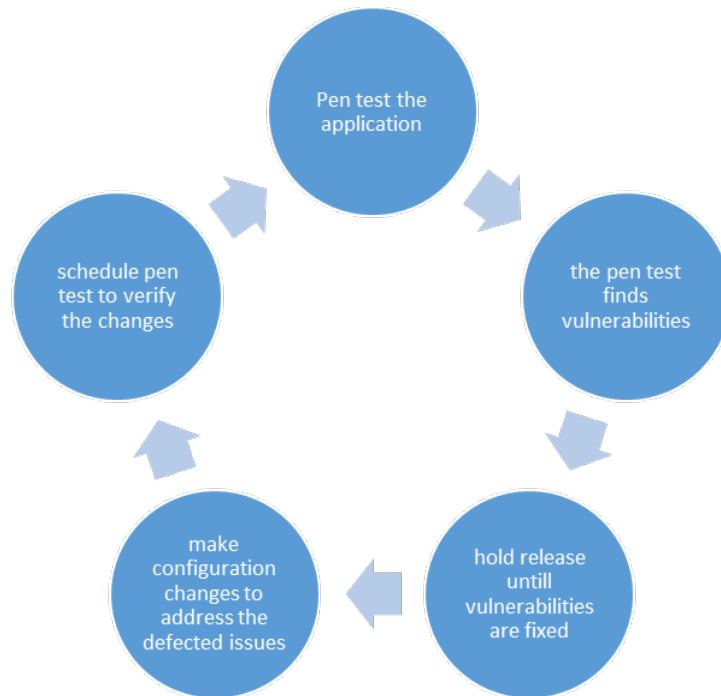 Pen test the
application
the pen test
finds
vulnerabilities
hold release
untill
vulnerabilities
are fixed
make
configuration
changes to
address the
defected issues
schedule pen
test to verify
the changes